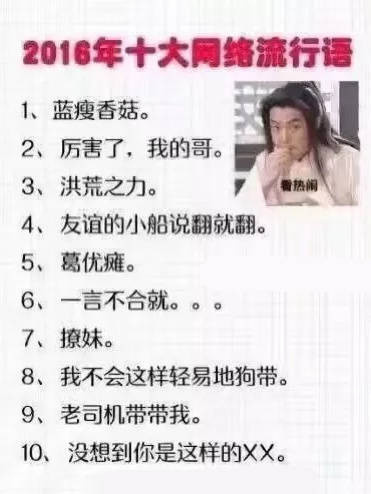 2016年十大网络流行语
1、蓝瘦香菇。
2、厉害了，我的哥。
看热闹
3、洪荒之力。
4、友谊的小船说翻就翻。
5、葛优瘫。
6、一言不合就。。。
7、撩妹。
8、我不会这样轻易地狗带。
9、老司机带带我。
10、没想到你是这样的XX。